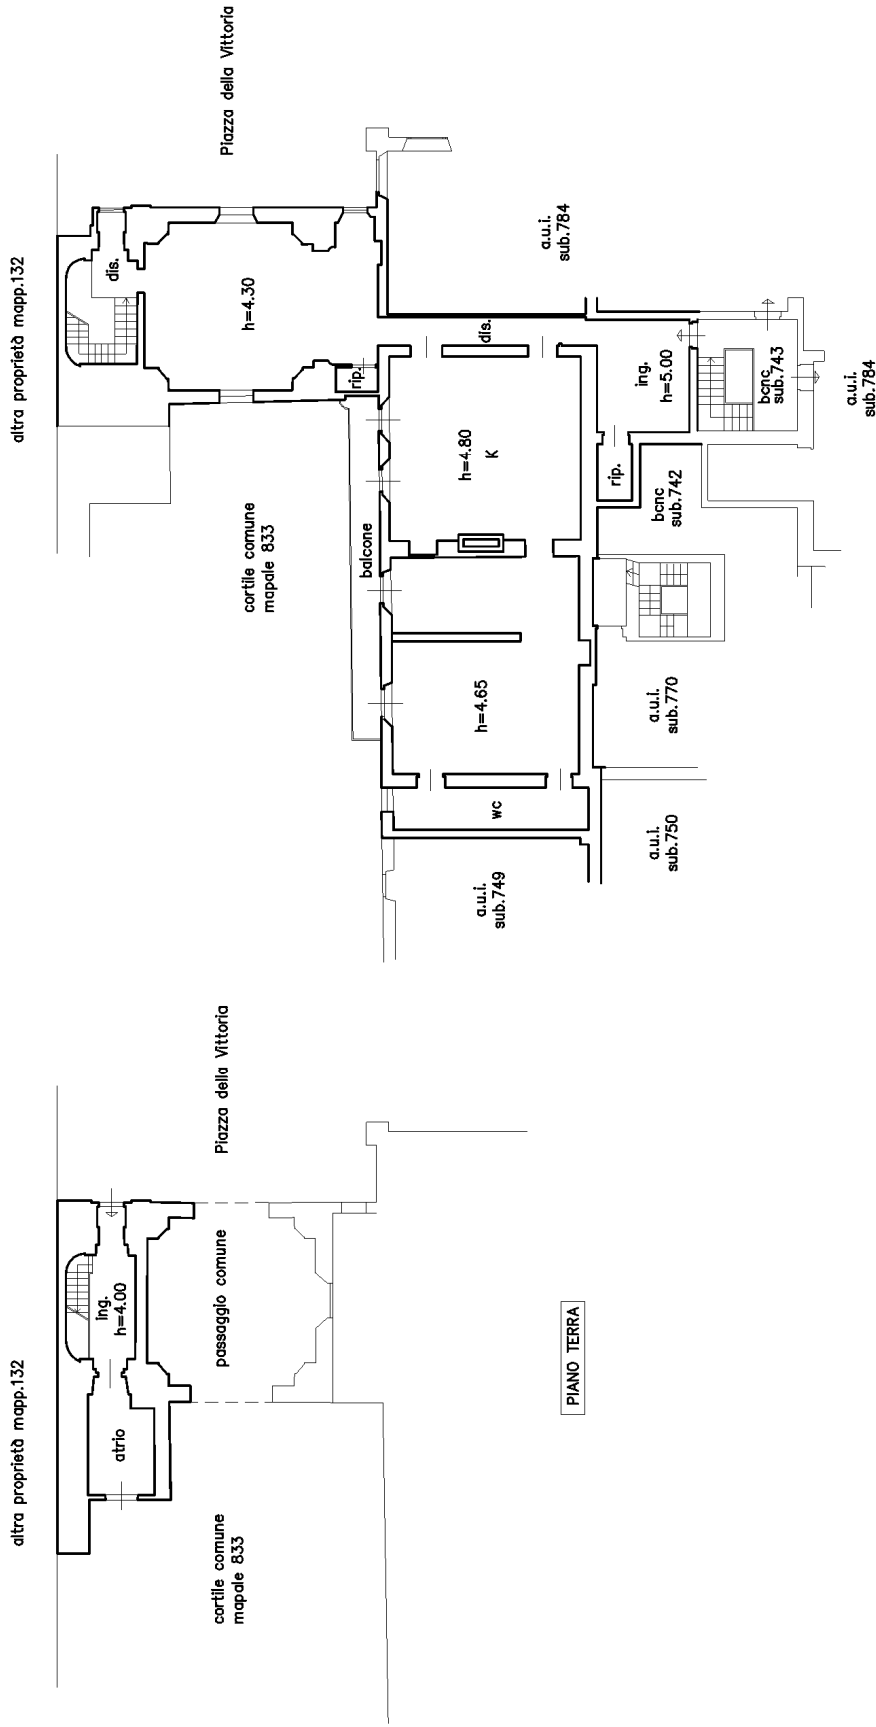 altra proprietà mapp.132
Piazza della Vittoria
dis.
h=4.30
rip.
cortile comune
mapale 833
balcone
a.u.i.
sub.784
dis.
ing.
h=5.00
bcnc
sub.743
a.u.i.
sub.784
h=4.80
K
rip.
bcnc
sub.742
h=4.65
a.u.i.
sub.770
wc
a.u.i.
sub.750
a.u.i.
sub.749
altra proprietà mapp.132
Piazza della Vittoria
ing.
h=4.00
passaggio comune
atrio
cortile comune
mapale 833
PIANO TERRA